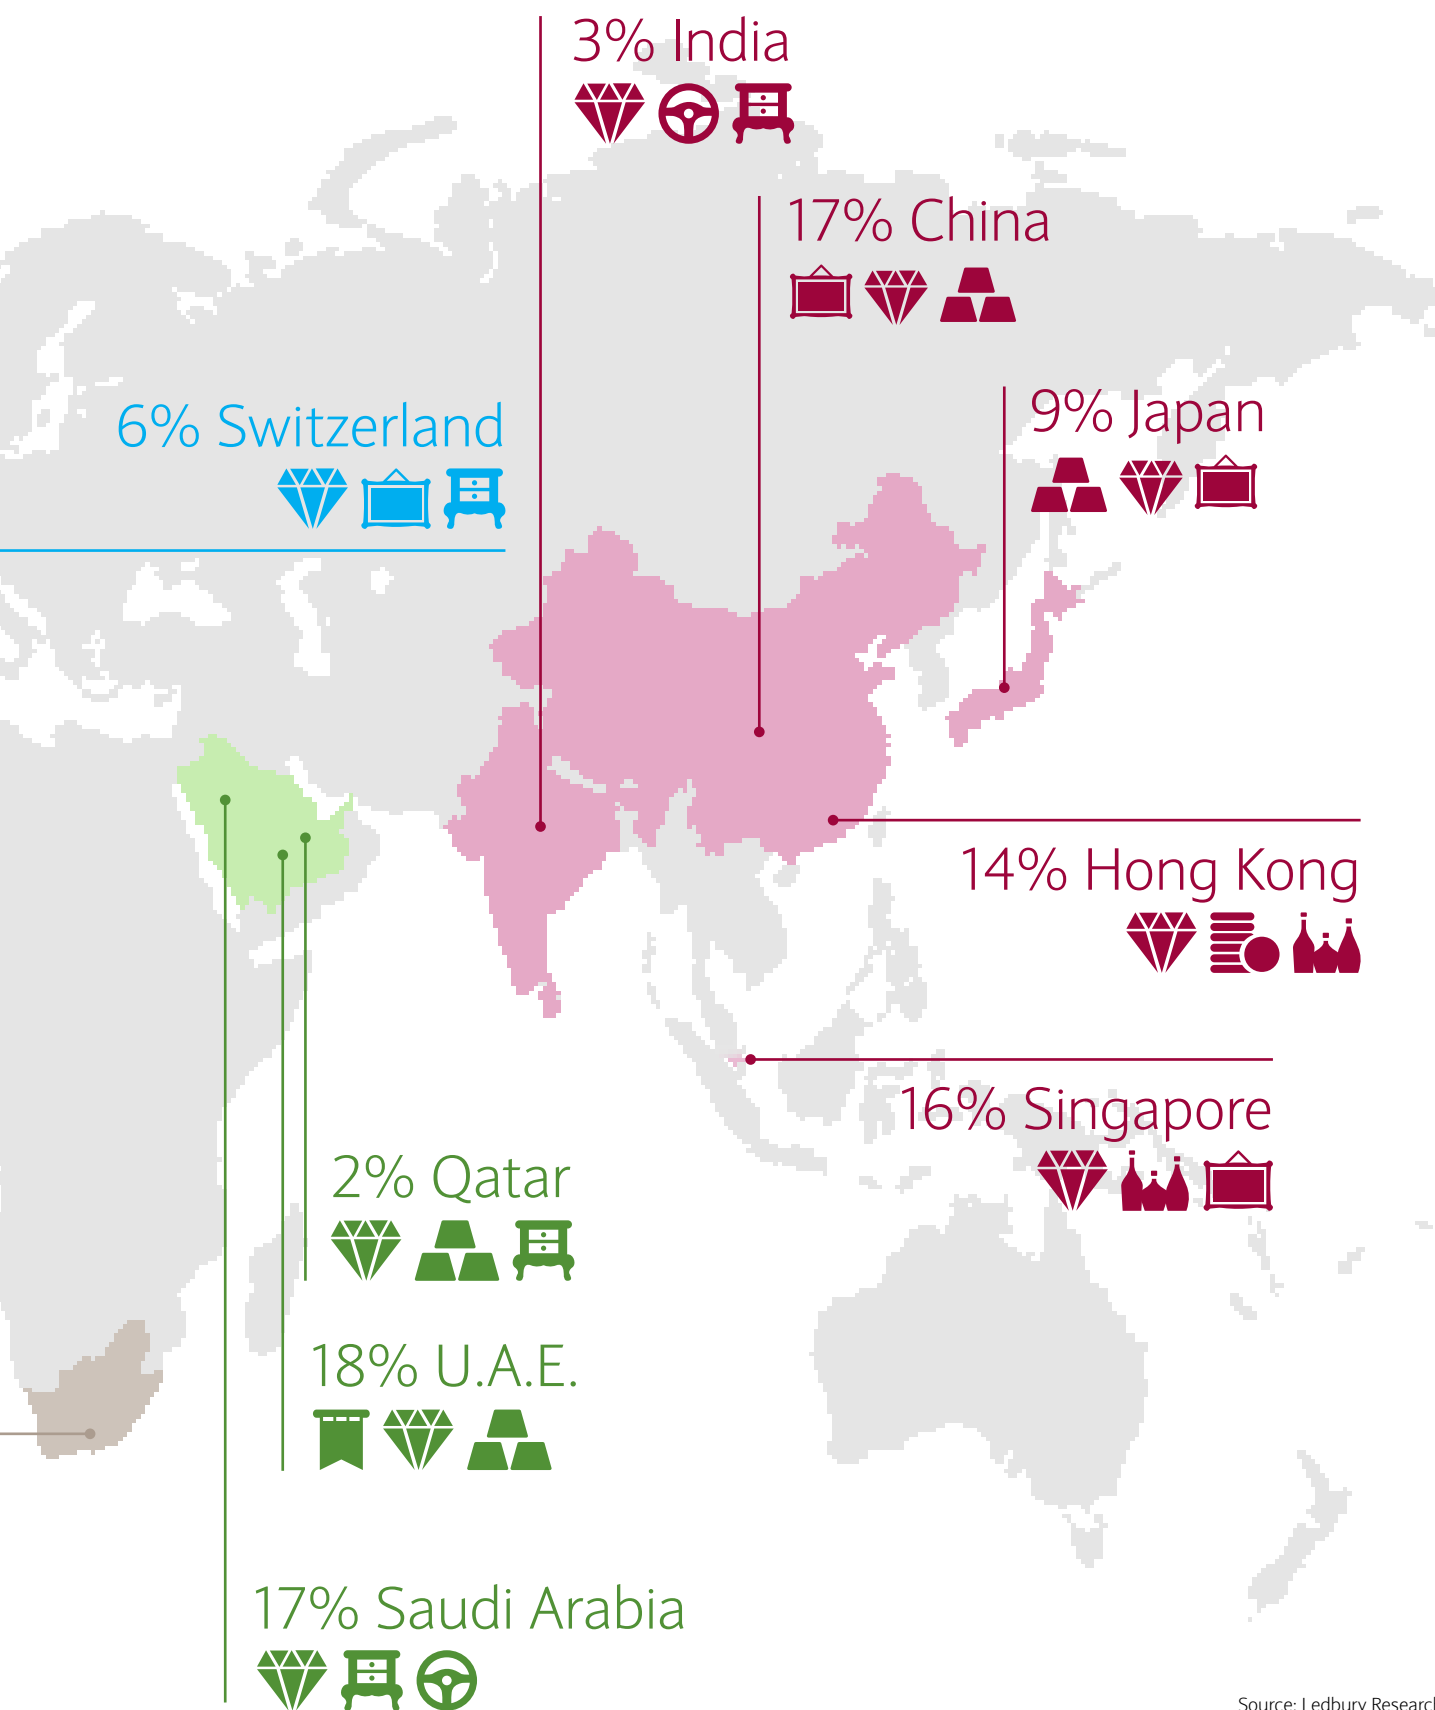 3% India
17% China
9% Japan
6% Switzerland
14% Hong Kong
16% Singapore
2% Qatar
18% U.A.E.
17% Saudi Arabia
Source: Ledbury Research